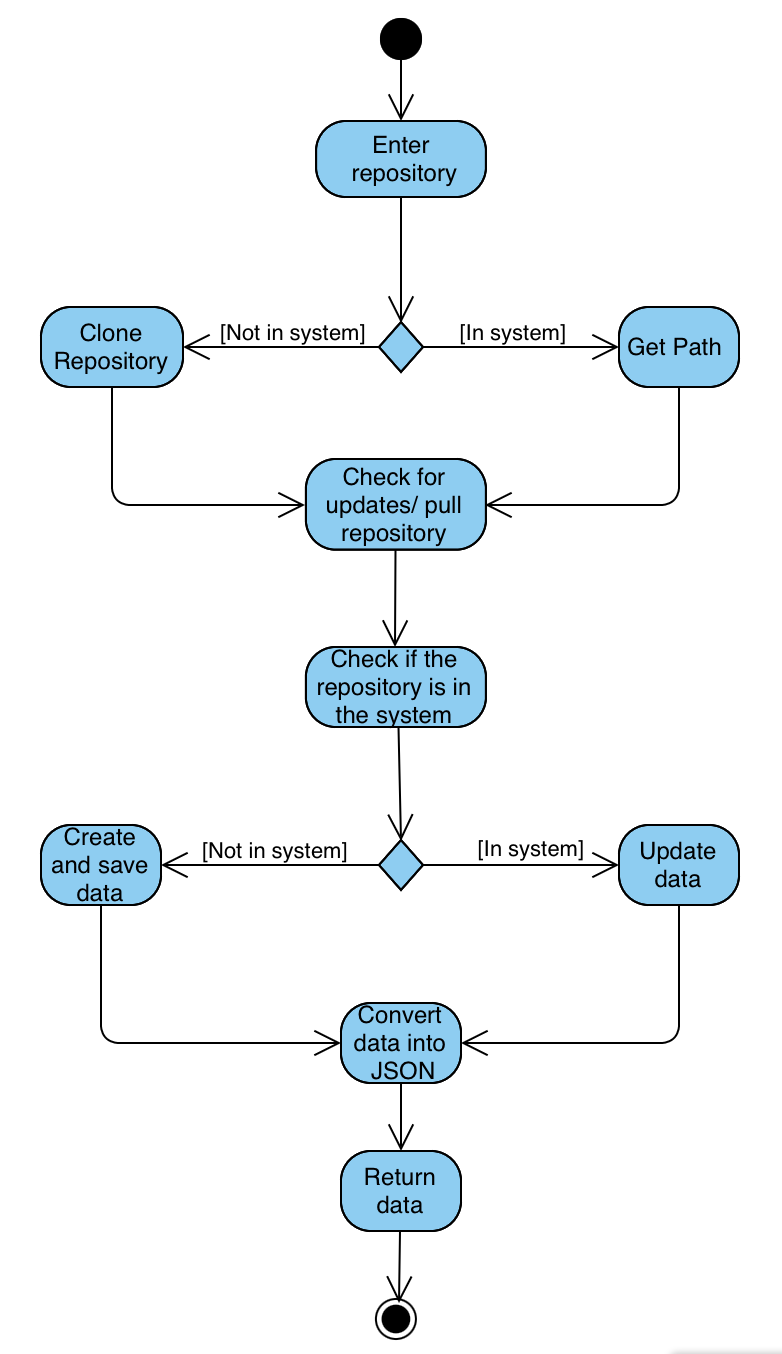 Enter
repository
[Not in system]
[In system]
Clone
Repository
Get Path
Check for
updates/ pull
repository
Check if the
repository is in
the system
[Not in system]
[In system]
Create
and save
data
Update
data
Convert
data into
JSON
Return
data